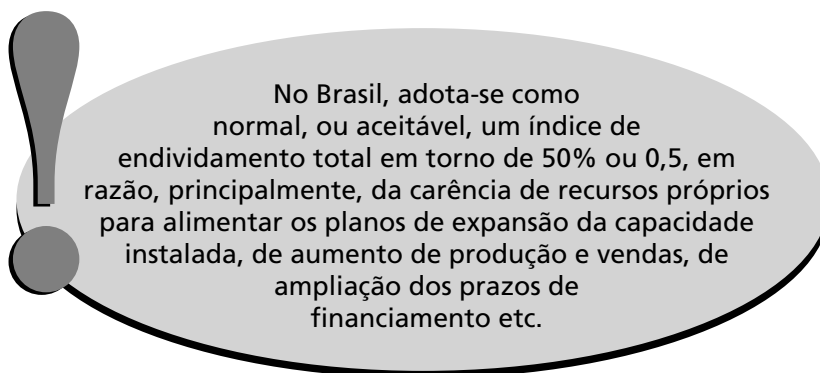 No Brasil, adota-se como
normal, ou aceitável, um índice de
endividamento total em torno de 50% ou 0,5, em
razão, principalmente, da carência de recursos próprios
para alimentar os planos de expansão da capacidade
instalada, de aumento de produção e vendas, de
ampliação dos prazos de
financiamento etc.